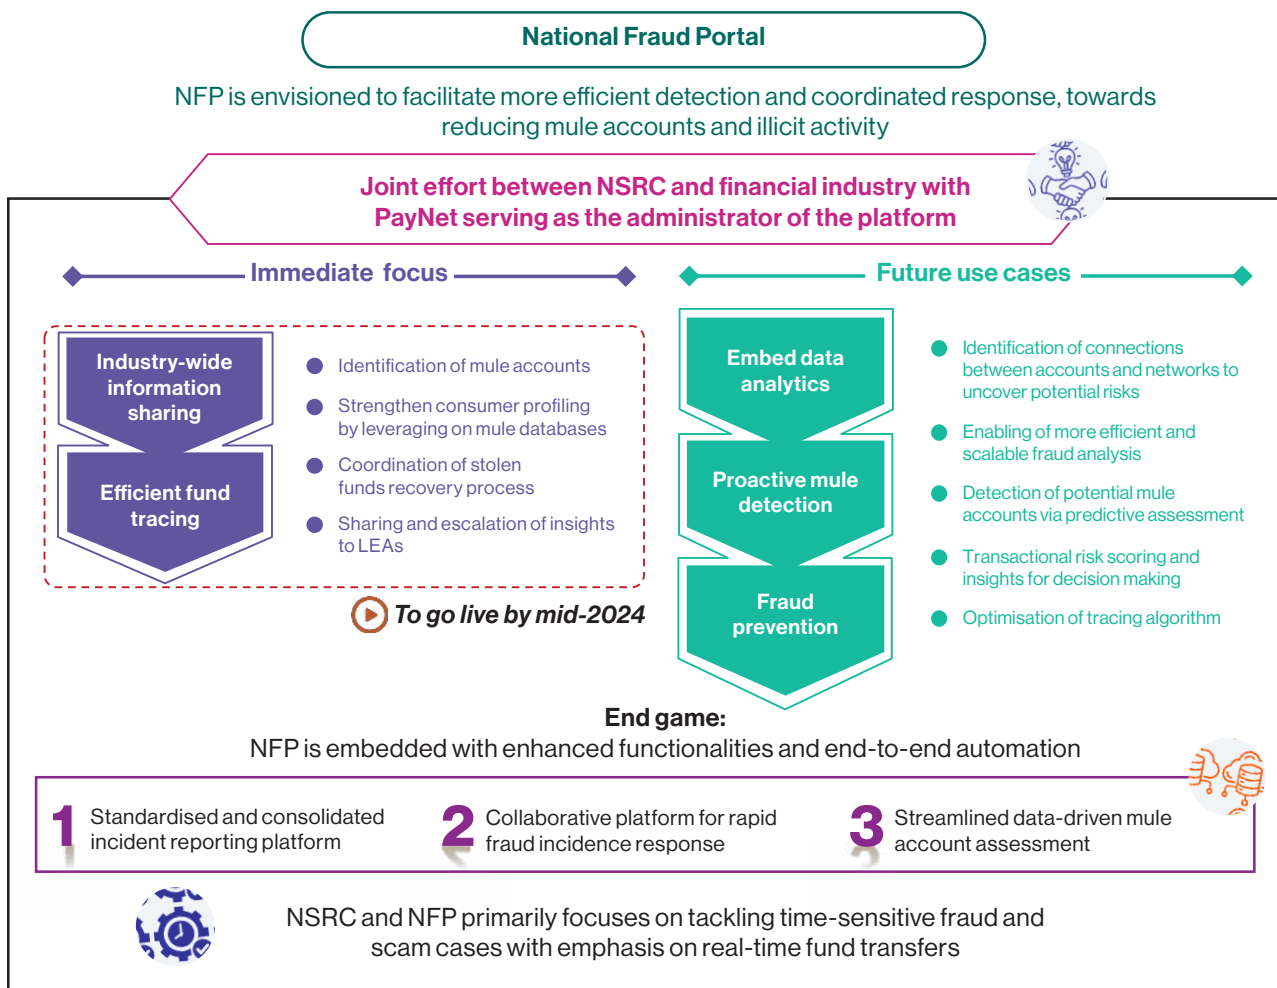 National Fraud Portal
NFP is envisioned to facilitate more efficient detection and coordinated response, towards
reducing mule accounts and illicit activity
Joint effort between NSRC and financial industry with
PayNet serving as the administrator of the platform
Immediate focus
Industry-wide
information
sharing
Efficient fund
tracing
Identification of mule accounts
Strengthen consumer profiling
by leveraging on mule databases
Coordination of stolen
funds recovery process
Sharing and escalation of insights
to LEAs
To go live by mid-2024
Future use cases
Embed data
analytics
Proactive mule
detection
Fraud
prevention
Identification of connections
between accounts and networks to
uncover potential risks
Enabling of more efficient and
scalable fraud analysis
Detection of potential mule
accounts via predictive assessment
Transactional risk scoring and
insights for decision making
Optimisation of tracing algorithm
End game:
NFP is embedded with enhanced functionalities and end-to-end automation
1 Standardised and consolidated
incident reporting platform
2 Collaborative platform for rapid
fraud incidence response
3 Streamlined data-driven mule
account assessment
NSRC and NFP primarily focuses on tackling time-sensitive fraud and
scam cases with emphasis on real-time fund transfers